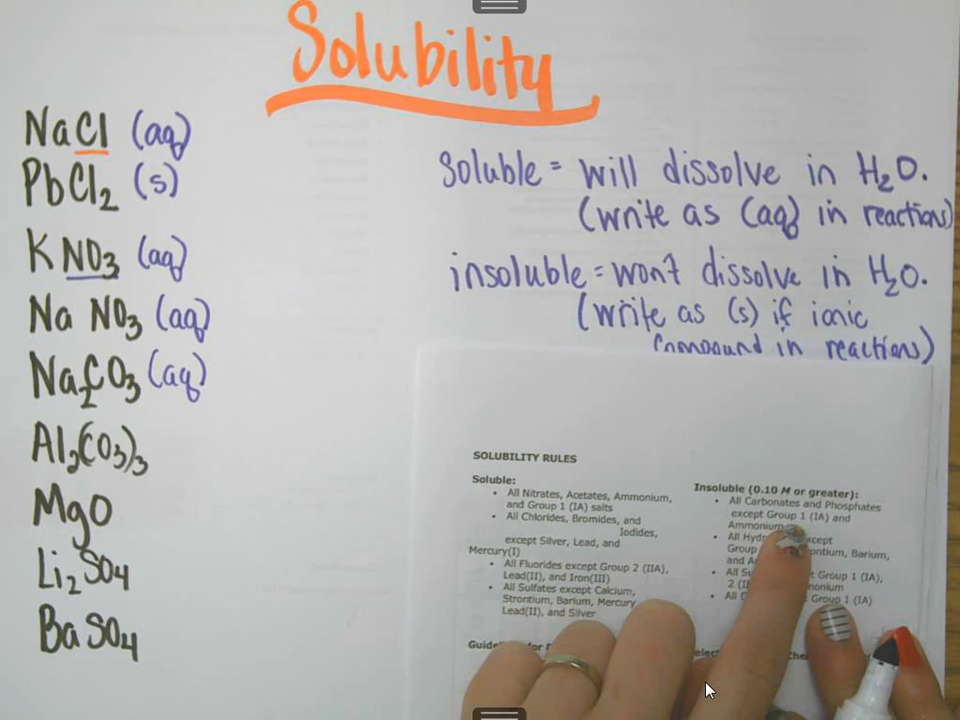 Solubility
NaCl (aq)
PbCl2 (s)
KNO3 (aq)
NaNO3 (aq)
Na2CO3 (aq)
Al2(CO3)3
MgO
Li2SO4
BaSO4
Soluble = will dissolve in H2O.
(write as (aq) in reactions)
insoluble = won't dissolve in H2O.
(write as (s) if ionic
compound in reactions)
SOLUBILITY RULES
Soluble:
• All Nitrates, Acetates, Ammonium,
and Group 1 (IA) salts
• All Chlorides, Bromides, and
Iodides,
except Silver, Lead, and
Mercury(I)
• All Fluorides except Group 2 (IIA),
Lead(II), and Iron(III)
• All Sulfates except Calcium,
Strontium, Barium, Mercury
Lead(II), and Silver
Insoluble (0.10 M or greater):
• All Carbonates and Phosphates
except Group 1 (IA) and
Ammonium
• All except
Group Barium,
and
• All Group 1 (IA),
2
• All Group 1 (IA)